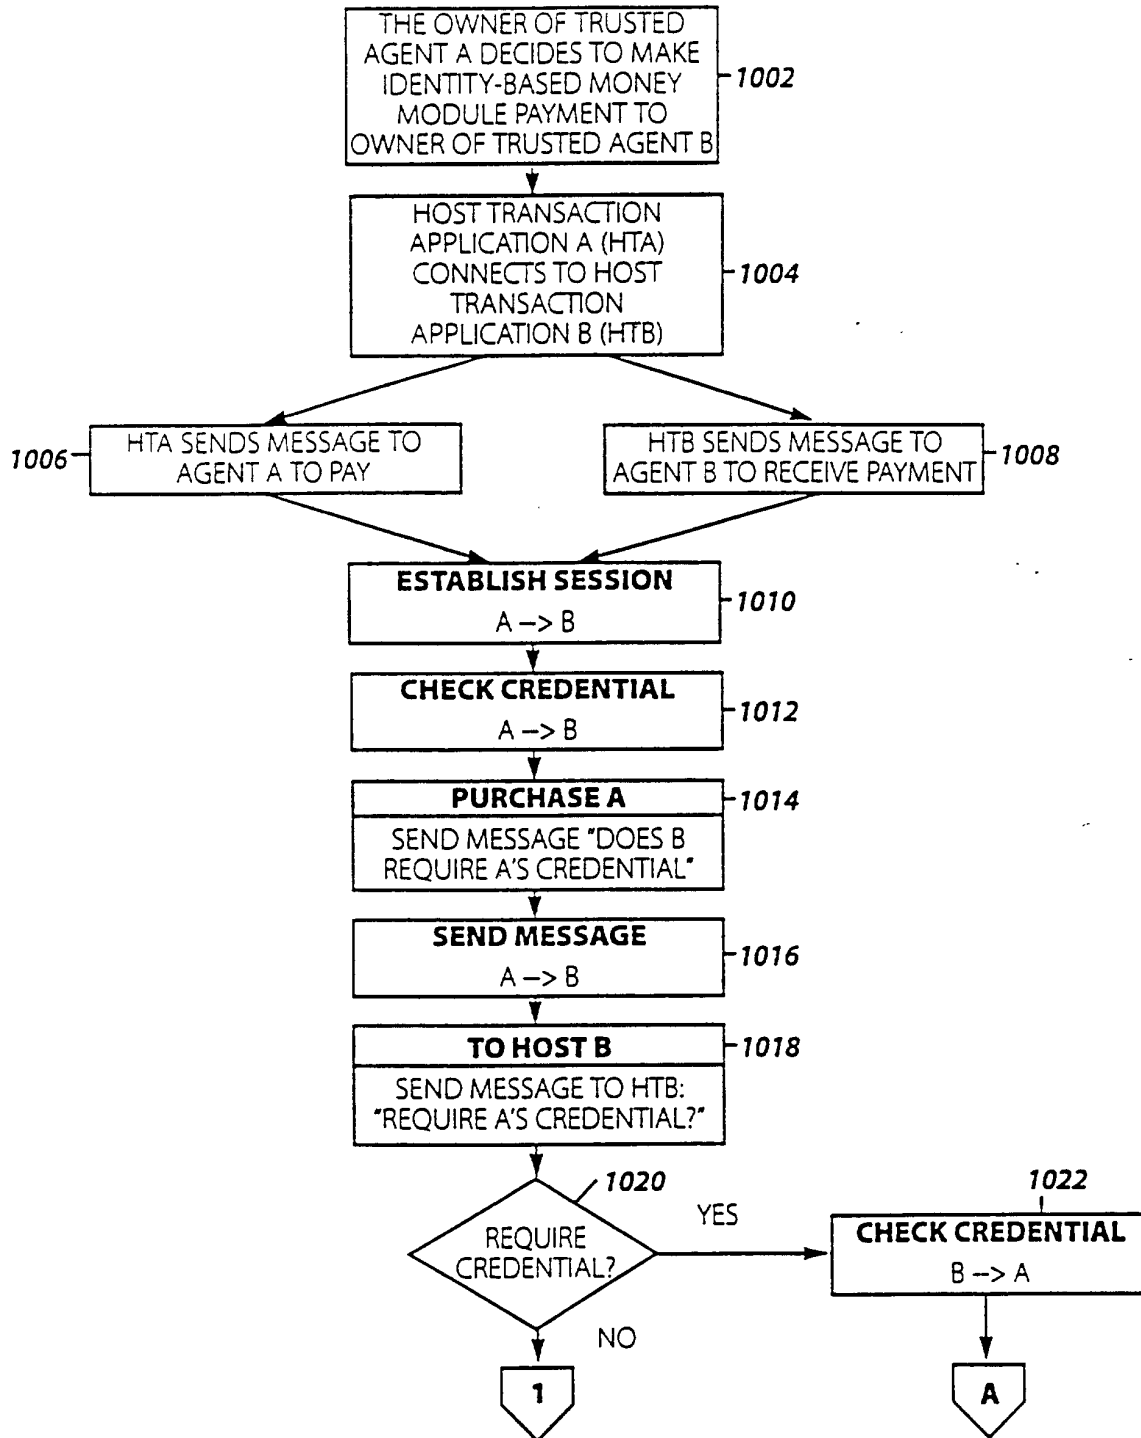 THE OWNER OF TRUSTED
AGENT A DECIDES TO MAKE
IDENTITY-BASED MONEY
MODULE PAYMENT TO
OWNER OF TRUSTED AGENT B
1002
HOST TRANSACTION
APPLICATION A (HTA)
CONNECTS TO HOST
TRANSACTION
APPLICATION B (HTB)
1004
1006
HTA SENDS MESSAGE TO
AGENT A TO PAY
HTB SENDS MESSAGE TO
AGENT B TO RECEIVE PAYMENT
1008
ESTABLISH SESSION
A -> B
1010
CHECK CREDENTIAL
A -> B
1012
PURCHASE A
1014
SEND MESSAGE "DOES B
REQUIRE A'S CREDENTIAL"
SEND MESSAGE
A -> B
1016
TO HOST B
1018
SEND MESSAGE TO HTB:
"REQUIRE A'S CREDENTIAL?"
1020
REQUIRE
CREDENTIAL?
YES
1022
CHECK CREDENTIAL
B -> A
NO
1
A